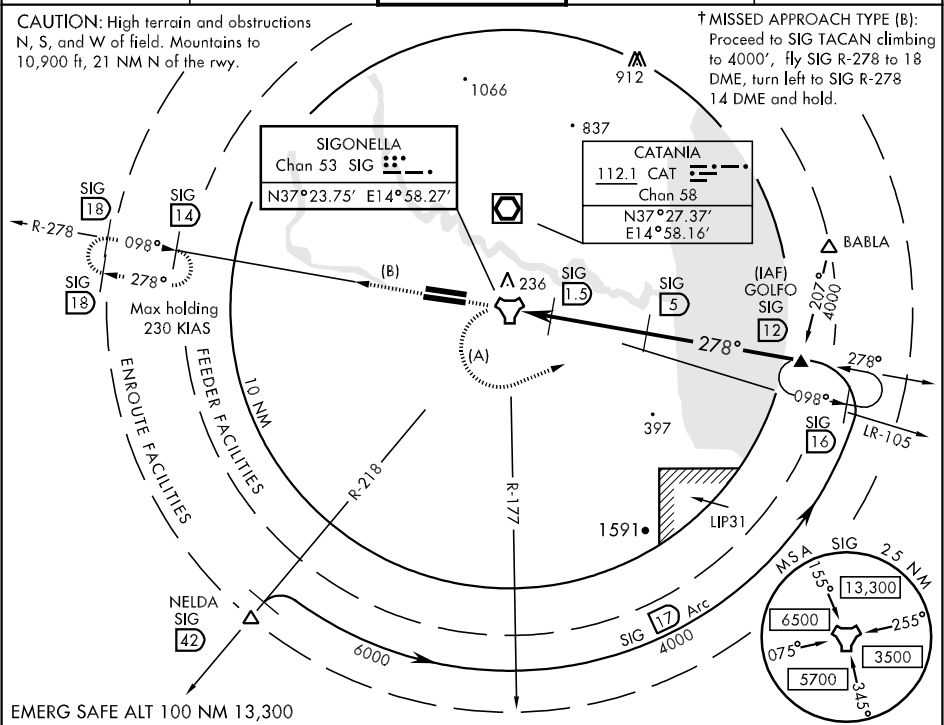 CAUTION: High terrain and obstructions
N, S, and W of field. Mountains to
10,900 ft, 21 NM N of the rwy.
† MISSED APPROACH TYPE (B):
Proceed to SIG TACAN climbing
to 4000’, fly SIG R-278 to 18
DME, turn left to SIG R-278
14 DME and hold.
912
1066
837
SIGONELLA
Chan 53 SIG
N37°23.75’ E14°58.27’
CATANIA
112.1 CAT
Chan 58
N37°27.37’
E14°58.16’
SIG
18
SIG
14
R-278
098°
278°
SIG
18
Max holding
230 KIAS
(B)
236
SIG
1.5
SIG
5
(IAF)
GOLFO
SIG
12
BABLA
207°
4000
278°
278°
098°
SIG
16
LR-105
(A)
397
10 NM
FEEDER FACILITIES
ENROUTE FACILITIES
R-218
R-177
1591
LIP31
NELDA
SIG
42
6000
SIG 17 Arc
4000
MSA SIG 25 NM
155°
13,300
6500
255°
075°
3500
5700
345°
EMERG SAFE ALT 100 NM 13,300